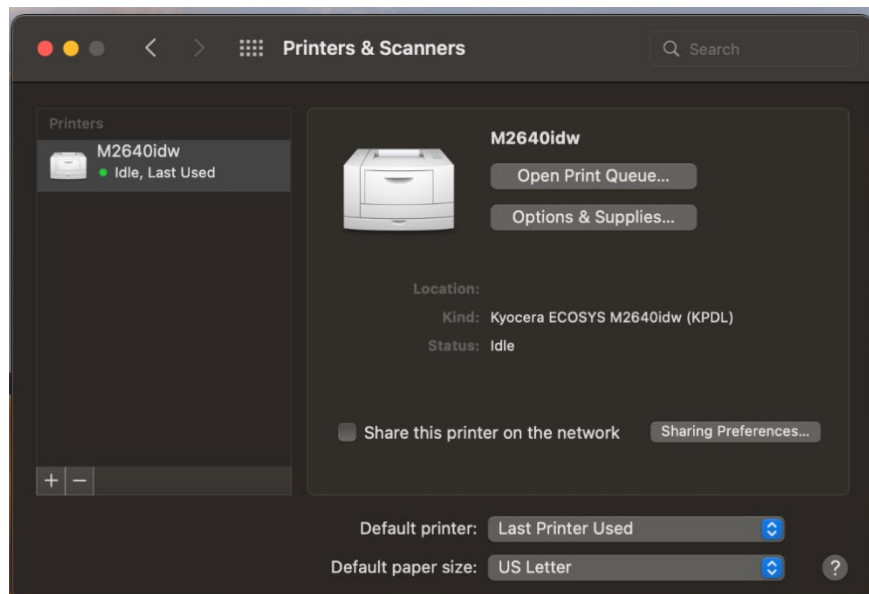 Printers & Scanners
Search
Printers
M2640idw
Idle, Last Used
+ −
M2640idw
Open Print Queue...
Options & Supplies...
Location:
Kind: Kyocera ECOSYS M2640idw (KPDL)
Status: Idle
Share this printer on the network Sharing Preferences...
Default printer: Last Printer Used
Default paper size: US Letter ?